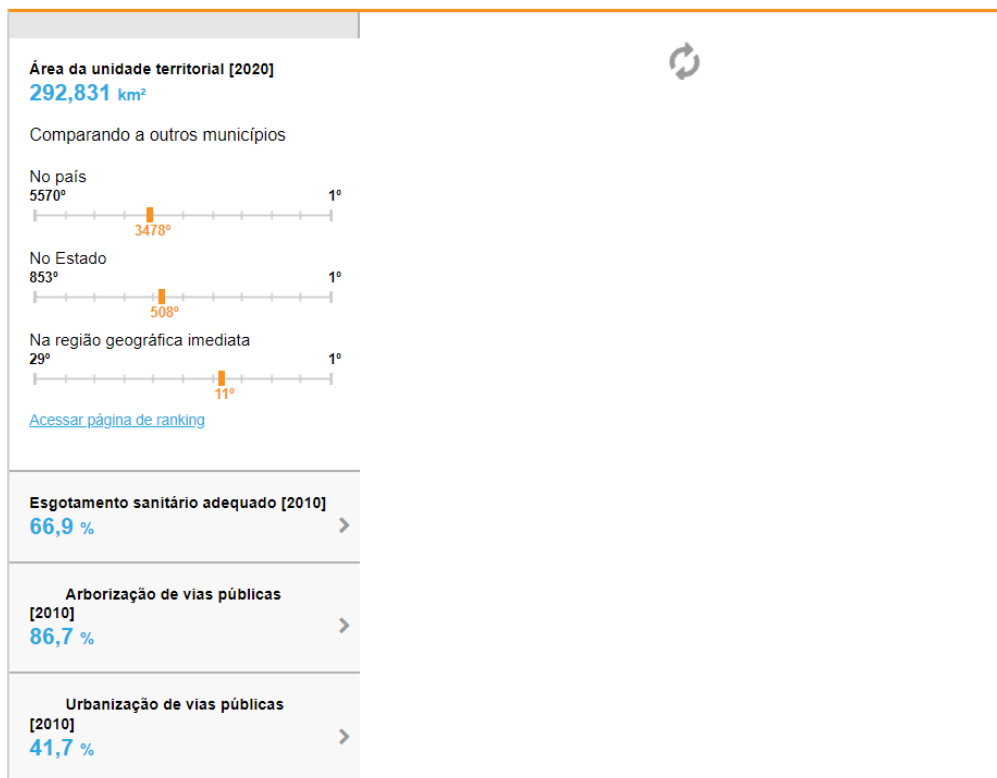 Área da unidade territorial [2020]
292,831 km²
Comparando a outros municípios
No país
5570º 1º
3478º
No Estado
853º 1º
508º
Na região geográfica imediata
29º 1º
11º
Acessar página de ranking
Esgotamento sanitário adequado [2010]
66,9 %
Arborização de vias públicas
[2010]
86,7 %
Urbanização de vias públicas
[2010]
41,7 %